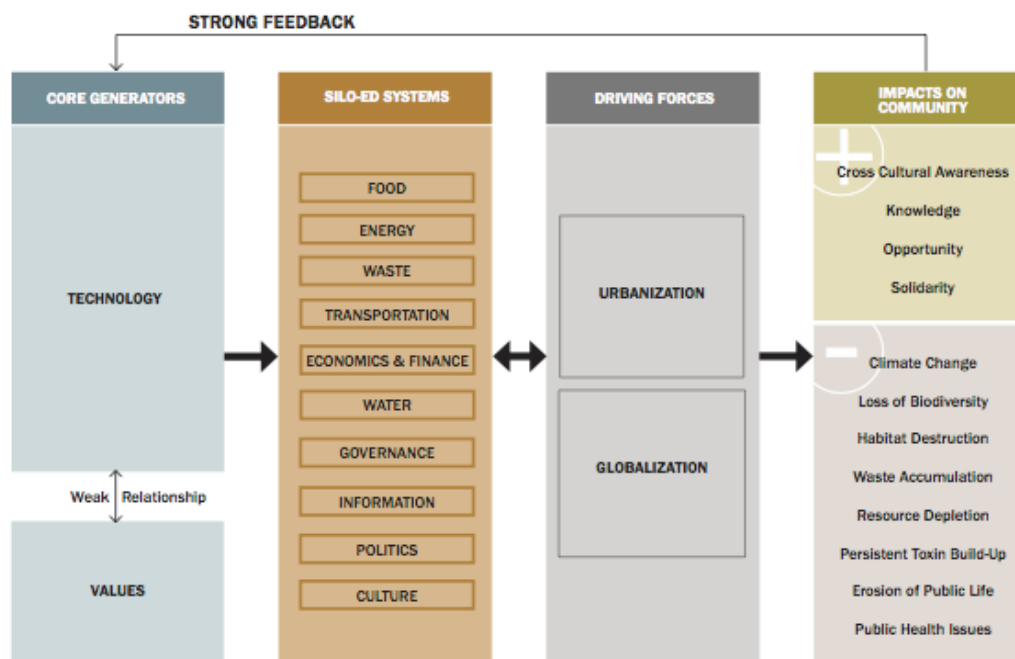 STRONG FEEDBACK
CORE GENERATORS
TECHNOLOGY
Weak Relationship
VALUES
SILO-ED SYSTEMS
FOOD
ENERGY
WASTE
TRANSPORTATION
ECONOMICS & FINANCE
WATER
GOVERNANCE
INFORMATION
POLITICS
CULTURE
DRIVING FORCES
URBANIZATION
GLOBALIZATION
IMPACTS ON
COMMUNITY
+
Cross Cultural Awareness
Knowledge
Opportunity
Solidarity
-
Climate Change
Loss of Biodiversity
Habitat Destruction
Waste Accumulation
Resource Depletion
Persistent Toxin Build-Up
Erosion of Public Life
Public Health Issues